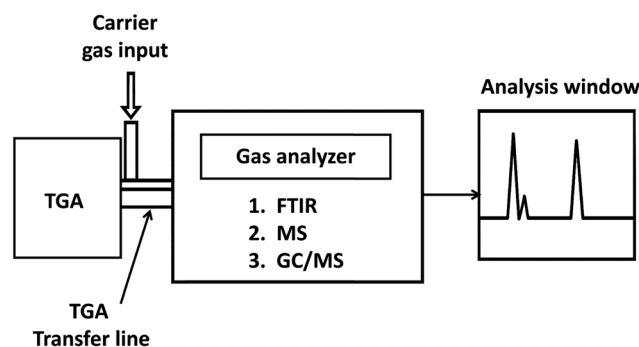 Carrier
gas input
Analysis window
TGA
Gas analyzer
1. FTIR
2. MS
3. GC/MS
TGA
Transfer line